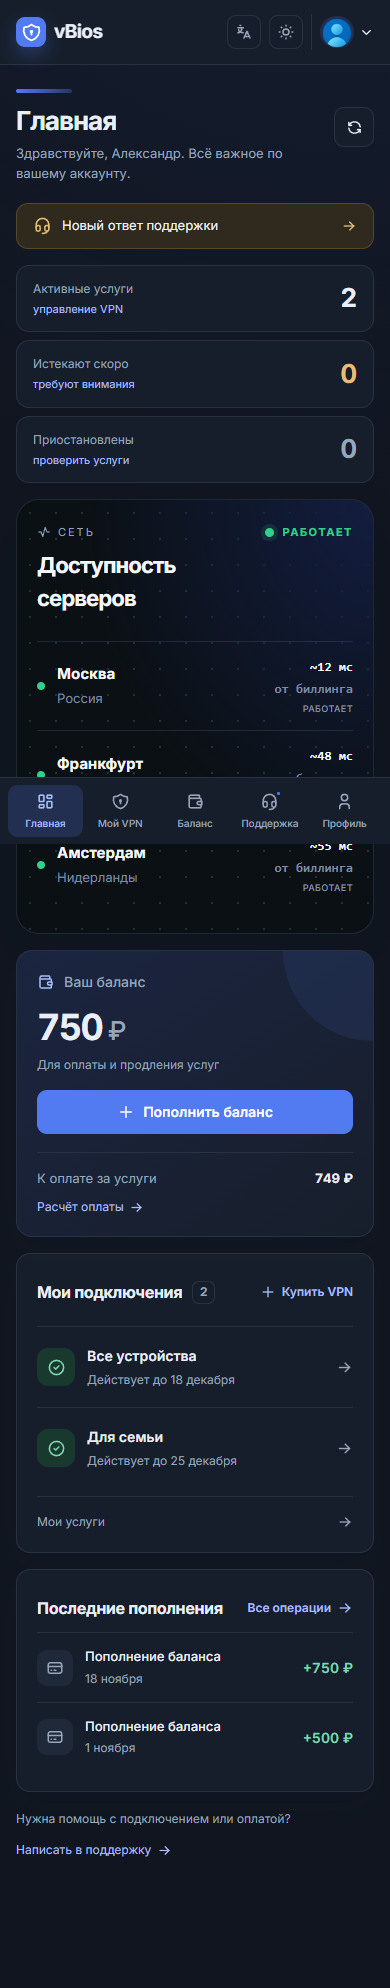 vBios
Главная
Здравствуйте, Александр. Всё важное по
вашему аккаунту.
Новый ответ поддержки
Активные услуги
управление VPN
2
Истекают скоро
требуют внимания
0
Приостановлены
проверить услуги
0
СЕТЬ
РАБОТАЕТ
Доступность
серверов
Москва
Россия
~12 мс
от биллинга
РАБОТАЕТ
Франкфурт
~48 мс
Главная
Мой VPN
Баланс
Поддержка
Профиль
Амстердам
Нидерланды
~55 мс
от биллинга
РАБОТАЕТ
Ваш баланс
750 ₽
Для оплаты и продления услуг
Пополнить баланс
К оплате за услуги
749 ₽
Расчёт оплаты
Мои подключения
2
Купить VPN
Все устройства
Действует до 18 декабря
Для семьи
Действует до 25 декабря
Мои услуги
Последние пополнения
Все операции
Пополнение баланса
18 ноября
+750 ₽
Пополнение баланса
1 ноября
+500 ₽
Нужна помощь с подключением или оплатой?
Написать в поддержку